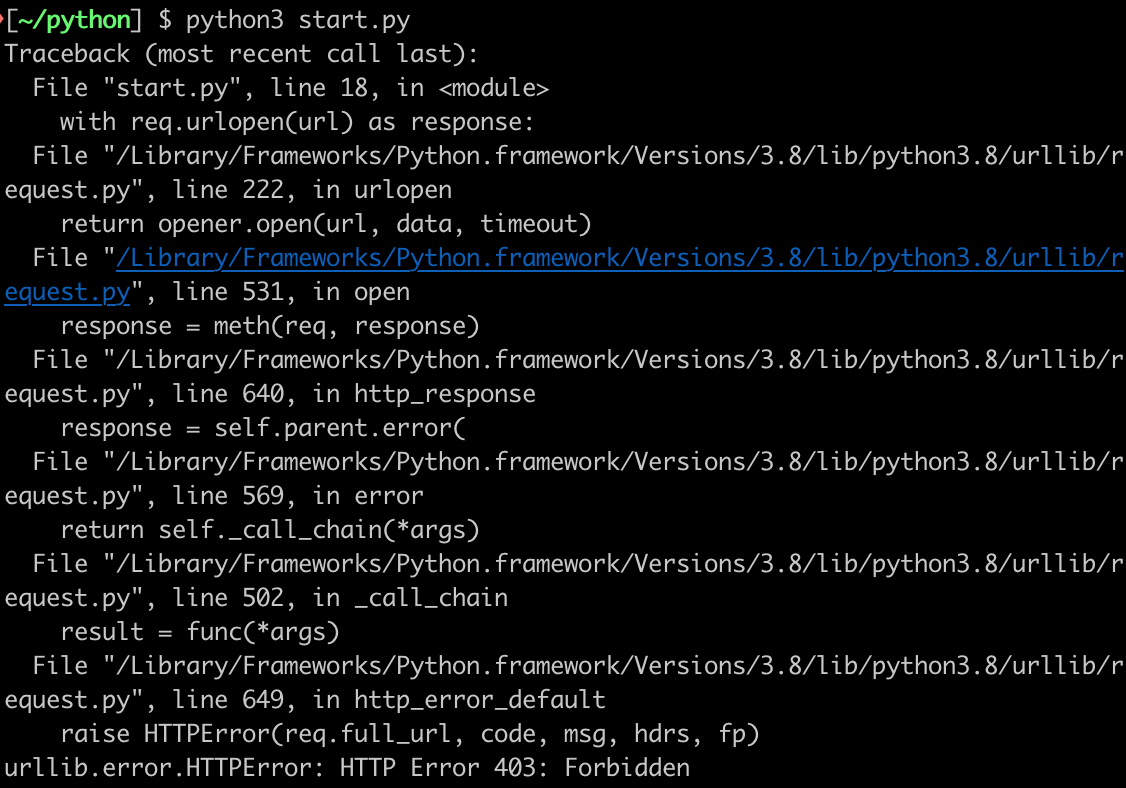 [~/python] $ python3 start.py
Traceback (most recent call last):
  File "start.py", line 18, in <module>
    with req.urlopen(url) as response:
  File "/Library/Frameworks/Python.framework/Versions/3.8/lib/python3.8/urllib/r
equest.py", line 222, in urlopen
    return opener.open(url, data, timeout)
  File "/Library/Frameworks/Python.framework/Versions/3.8/lib/python3.8/urllib/r
equest.py", line 531, in open
    response = meth(req, response)
  File "/Library/Frameworks/Python.framework/Versions/3.8/lib/python3.8/urllib/r
equest.py", line 640, in http_response
    response = self.parent.error(
  File "/Library/Frameworks/Python.framework/Versions/3.8/lib/python3.8/urllib/r
equest.py", line 569, in error
    return self._call_chain(*args)
  File "/Library/Frameworks/Python.framework/Versions/3.8/lib/python3.8/urllib/r
equest.py", line 502, in _call_chain
    result = func(*args)
  File "/Library/Frameworks/Python.framework/Versions/3.8/lib/python3.8/urllib/r
equest.py", line 649, in http_error_default
    raise HTTPError(req.full_url, code, msg, hdrs, fp)
urllib.error.HTTPError: HTTP Error 403: Forbidden